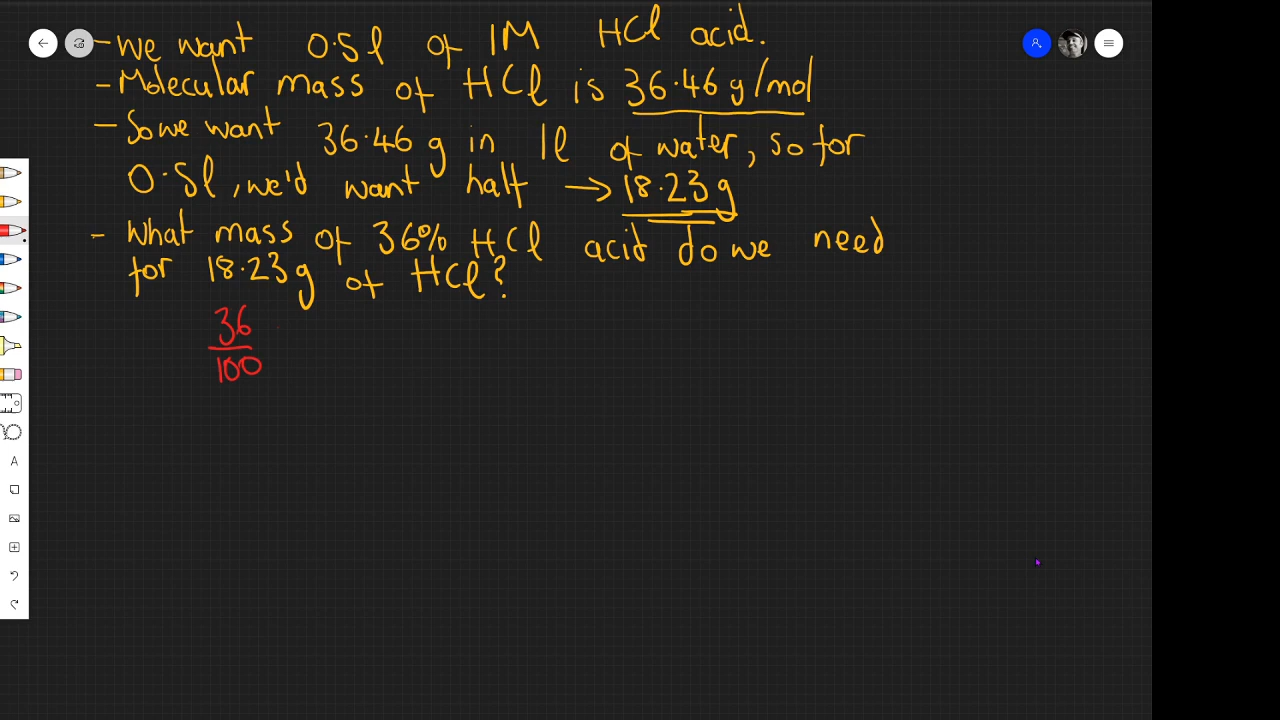 - We want 0.5l of 1M HCl acid.
- Molecular mass of HCl is 36.46 g/mol
- So we want 36.46 g in 1l of water, so for
0.5l, we'd want half → 18.23 g
- What mass of 36% HCl acid do we need
for 18.23g of HCl?
36
100
A